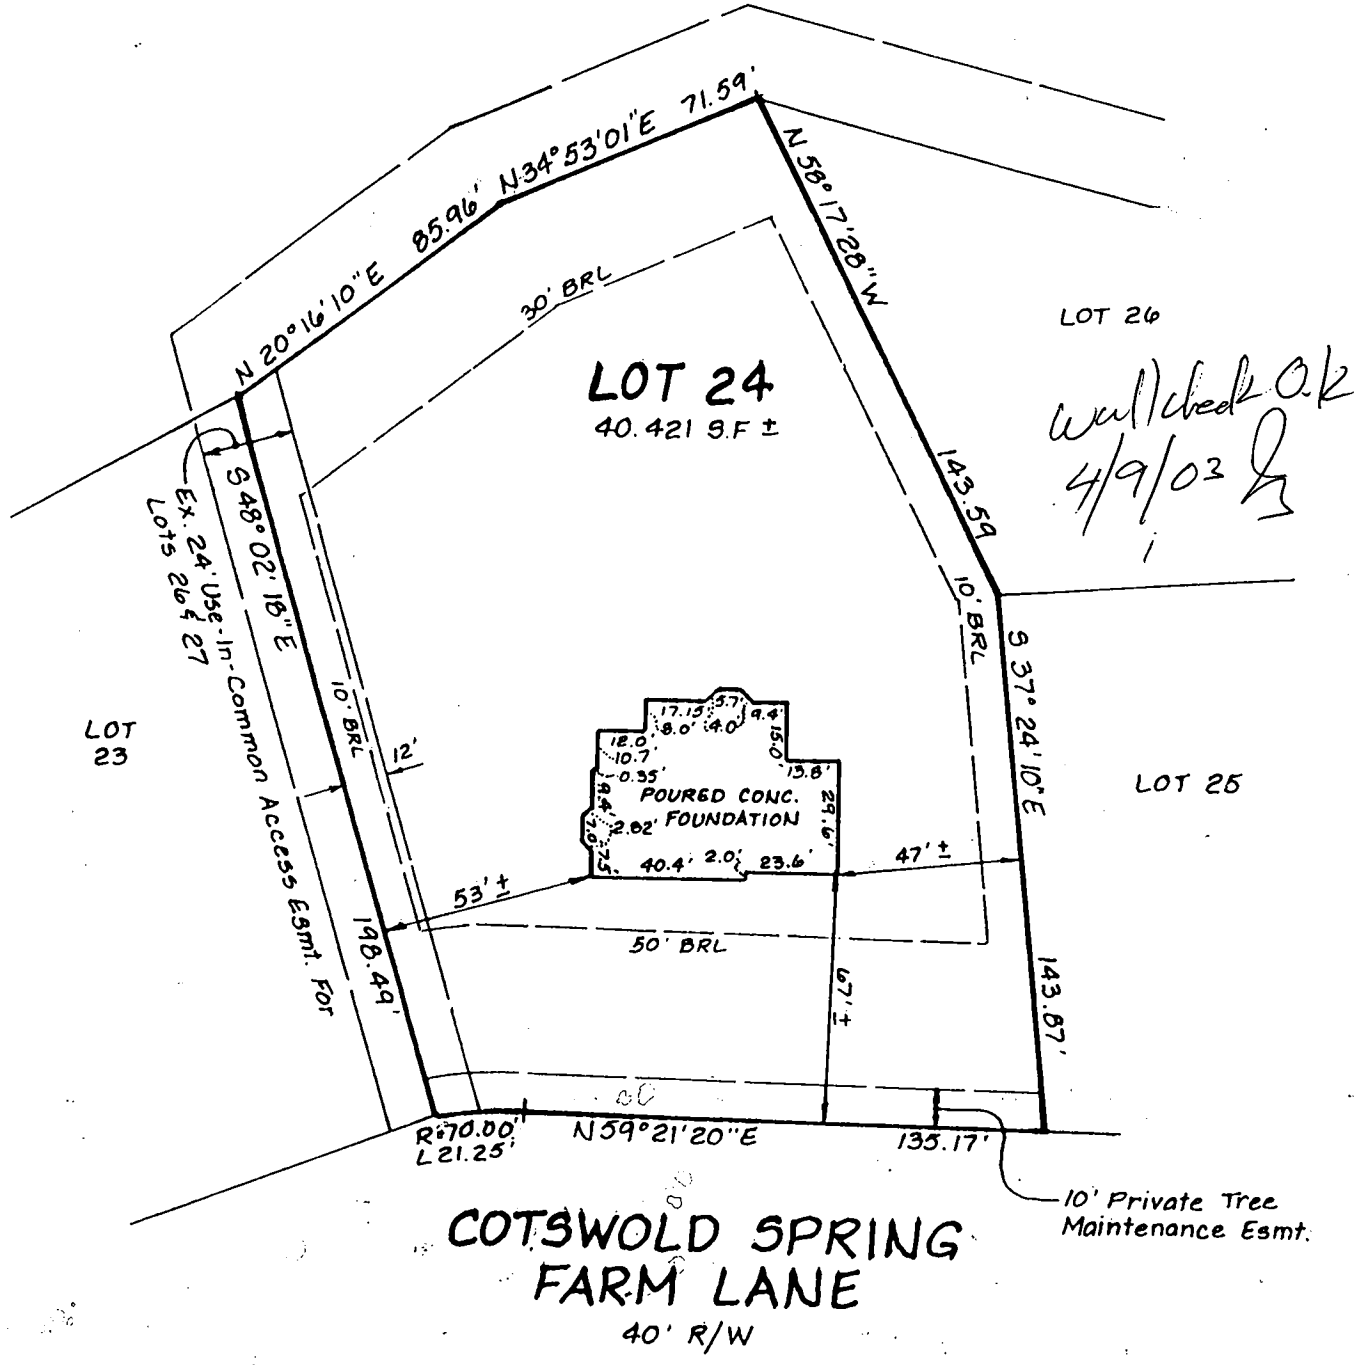 71.59'
N34°53'01"E
85.96'
N 20°16'10"E
N 58°17'28"W
143.59
30' BRL
LOT 26
LOT 24
40.421 S.F ±
wall check O.K
4/9/03
S 48°02'18"E
198.49'
Ex. 24' Use-In-Common Access Esmt. For
Lots 26 & 27
10' BRL
10' BRL
S 37°24'10"E
143.87'
LOT
23
12'
LOT 25
17.15
5.7'
9.4'
8.0'
4.0'
15.0'
12.0'
10.7'
0.35'
13.8'
9.4'
POURED CONC.
FOUNDATION
29.6'
7.0'
2.82'
7.5'
40.4'
2.0'
23.6'
47' ±
53' ±
50' BRL
67' ±
R=70.00'
L21.25'
N59°21'20"E
135.17'
10' Private Tree
Maintenance Esmt.
COTSWOLD SPRING
FARM LANE
40' R/W